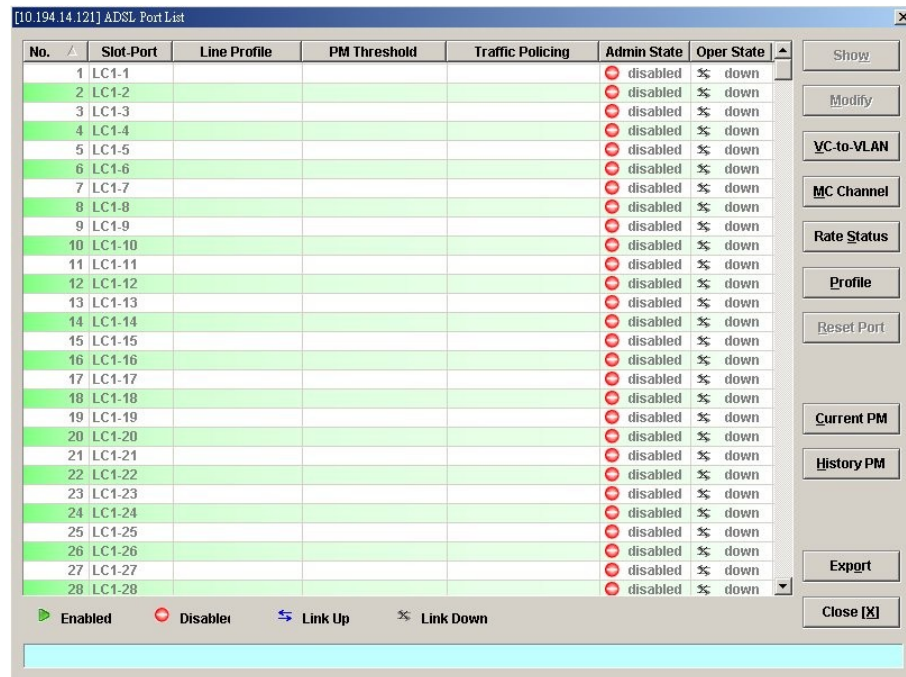 [10.194.14.121] ADSL Port List
No. Slot-Port Line Profile PM Threshold Traffic Policing Admin State Oper State
1 LC1-1 disabled down
2 LC1-2 disabled down
3 LC1-3 disabled down
4 LC1-4 disabled down
5 LC1-5 disabled down
6 LC1-6 disabled down
7 LC1-7 disabled down
8 LC1-8 disabled down
9 LC1-9 disabled down
10 LC1-10 disabled down
11 LC1-11 disabled down
12 LC1-12 disabled down
13 LC1-13 disabled down
14 LC1-14 disabled down
15 LC1-15 disabled down
16 LC1-16 disabled down
17 LC1-17 disabled down
18 LC1-18 disabled down
19 LC1-19 disabled down
20 LC1-20 disabled down
21 LC1-21 disabled down
22 LC1-22 disabled down
23 LC1-23 disabled down
24 LC1-24 disabled down
25 LC1-25 disabled down
26 LC1-26 disabled down
27 LC1-27 disabled down
28 LC1-28 disabled down
Show
Modify
VC-to-VLAN
MC Channel
Rate Status
Profile
Reset Port
Current PM
History PM
Export
Close [X]
Enabled Disabled Link Up Link Down